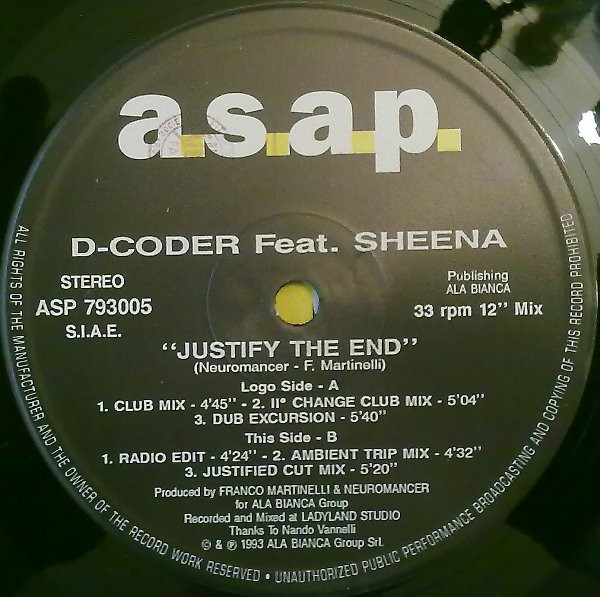 a.s.a.p.
D-CODER Feat. SHEENA
STEREO
ASP 793005
S.I.A.E.
Publishing
ALA BIANCA
33 rpm 12'' Mix
"JUSTIFY THE END"
(Neuromancer - F. Martinelli)
Logo Side - A
1. CLUB MIX - 4'45'' - 2. II° CHANGE CLUB MIX - 5'04''
3. DUB EXCURSION - 5'40''
This Side - B
1. RADIO EDIT - 4'24'' - 2. AMBIENT TRIP MIX - 4'32''
3. JUSTIFIED CUT MIX - 5'20''
Produced by FRANCO MARTINELLI & NEUROMANCER
for ALA BIANCA Group
Recorded and Mixed at LADYLAND STUDIO
Thanks To Nando Vannelli
© & ℗ 1993 ALA BIANCA Group Srl.
ALL RIGHTS OF THE MANUFACTURER AND THE OWNER OF THE RECORD WORK RESERVED • UNAUTHORIZED PUBLIC PERFORMANCE BROADCASTING AND COPYING OF THIS RECORD PROHIBITED